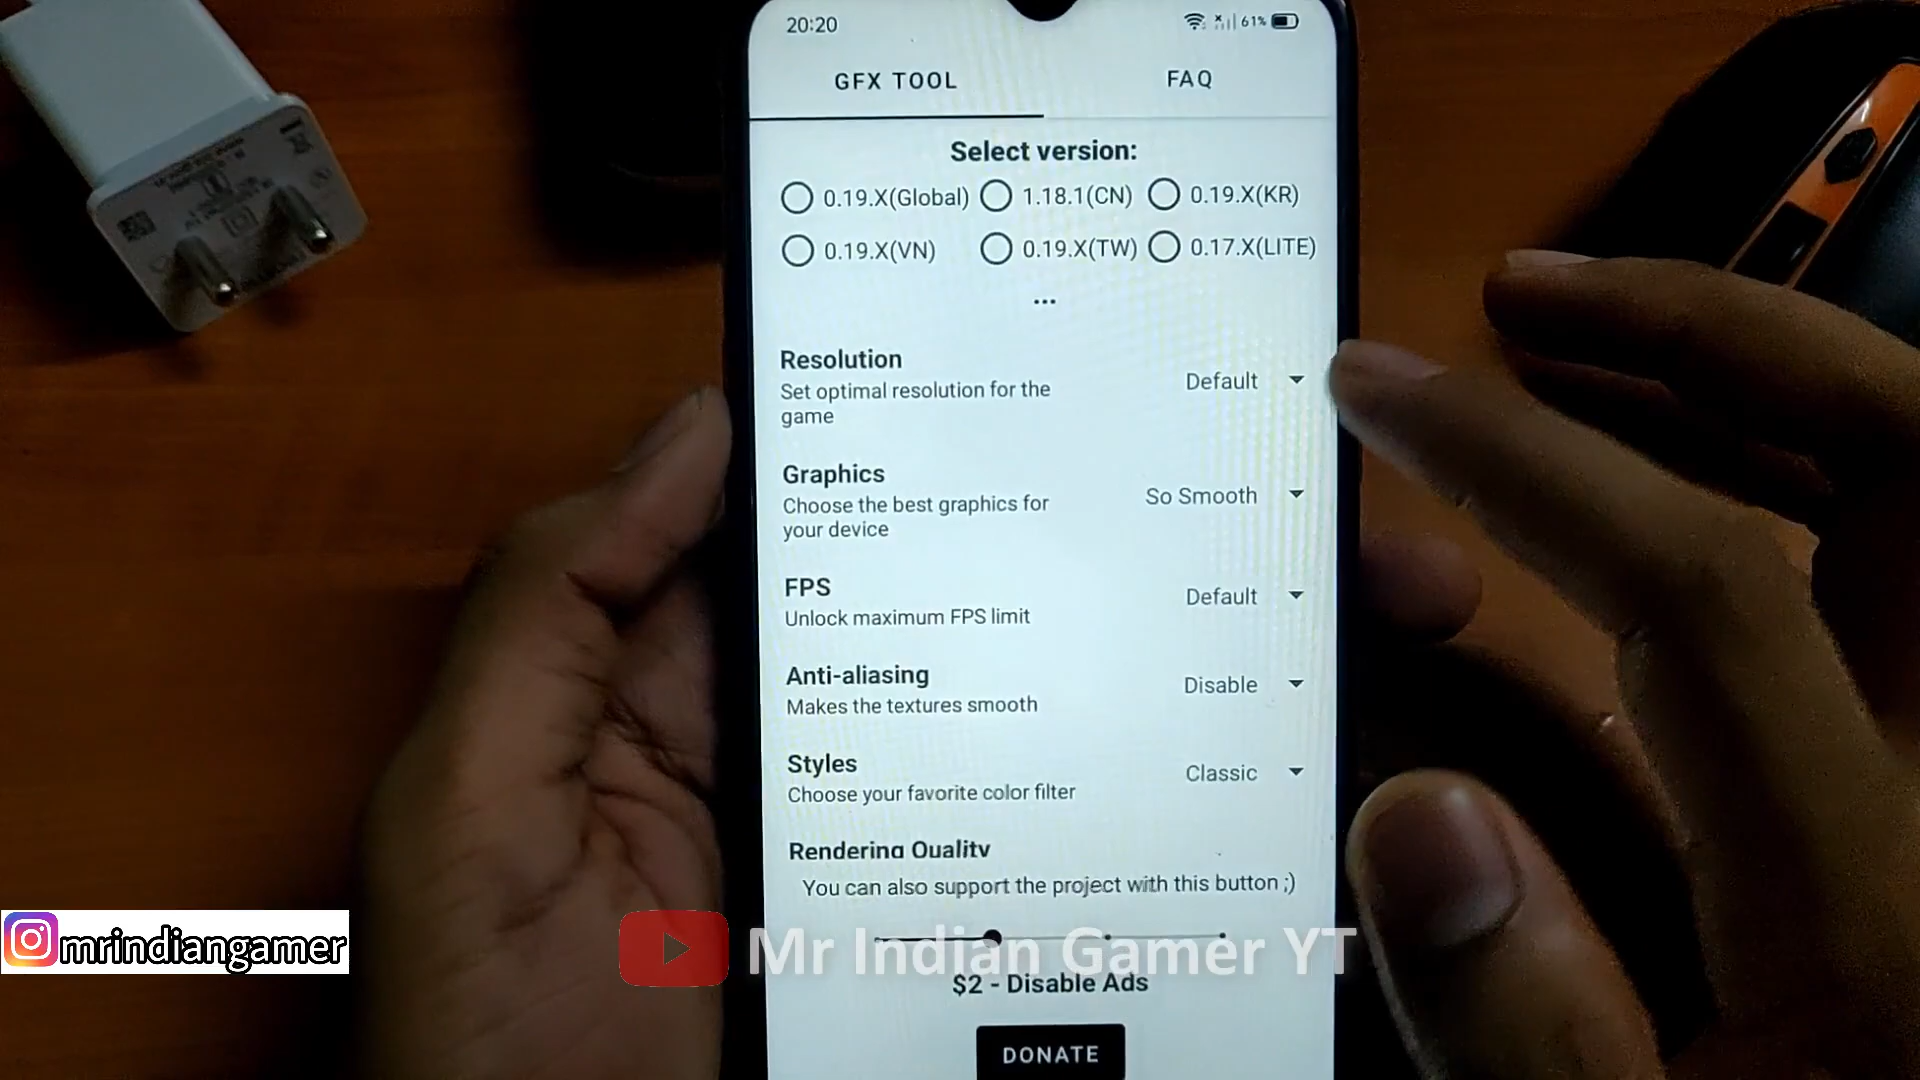 20:20
61%
GFX TOOL
FAQ
Select version:
0.19.X(Global)
1.18.1(CN)
0.19.X(KR)
0.19.X(VN)
0.19.X(TW)
0.17.X(LITE)
...
Resolution
Set optimal resolution for the
game
Default
Graphics
Choose the best graphics for
your device
So Smooth
FPS
Unlock maximum FPS limit
Default
Anti-aliasing
Makes the textures smooth
Disable
Styles
Choose your favorite color filter
Classic
Rendering Quality
You can also support the project with this button ;)
$2 - Disable Ads
DONATE
mrindiangamer
Mr Indian Gamer YT